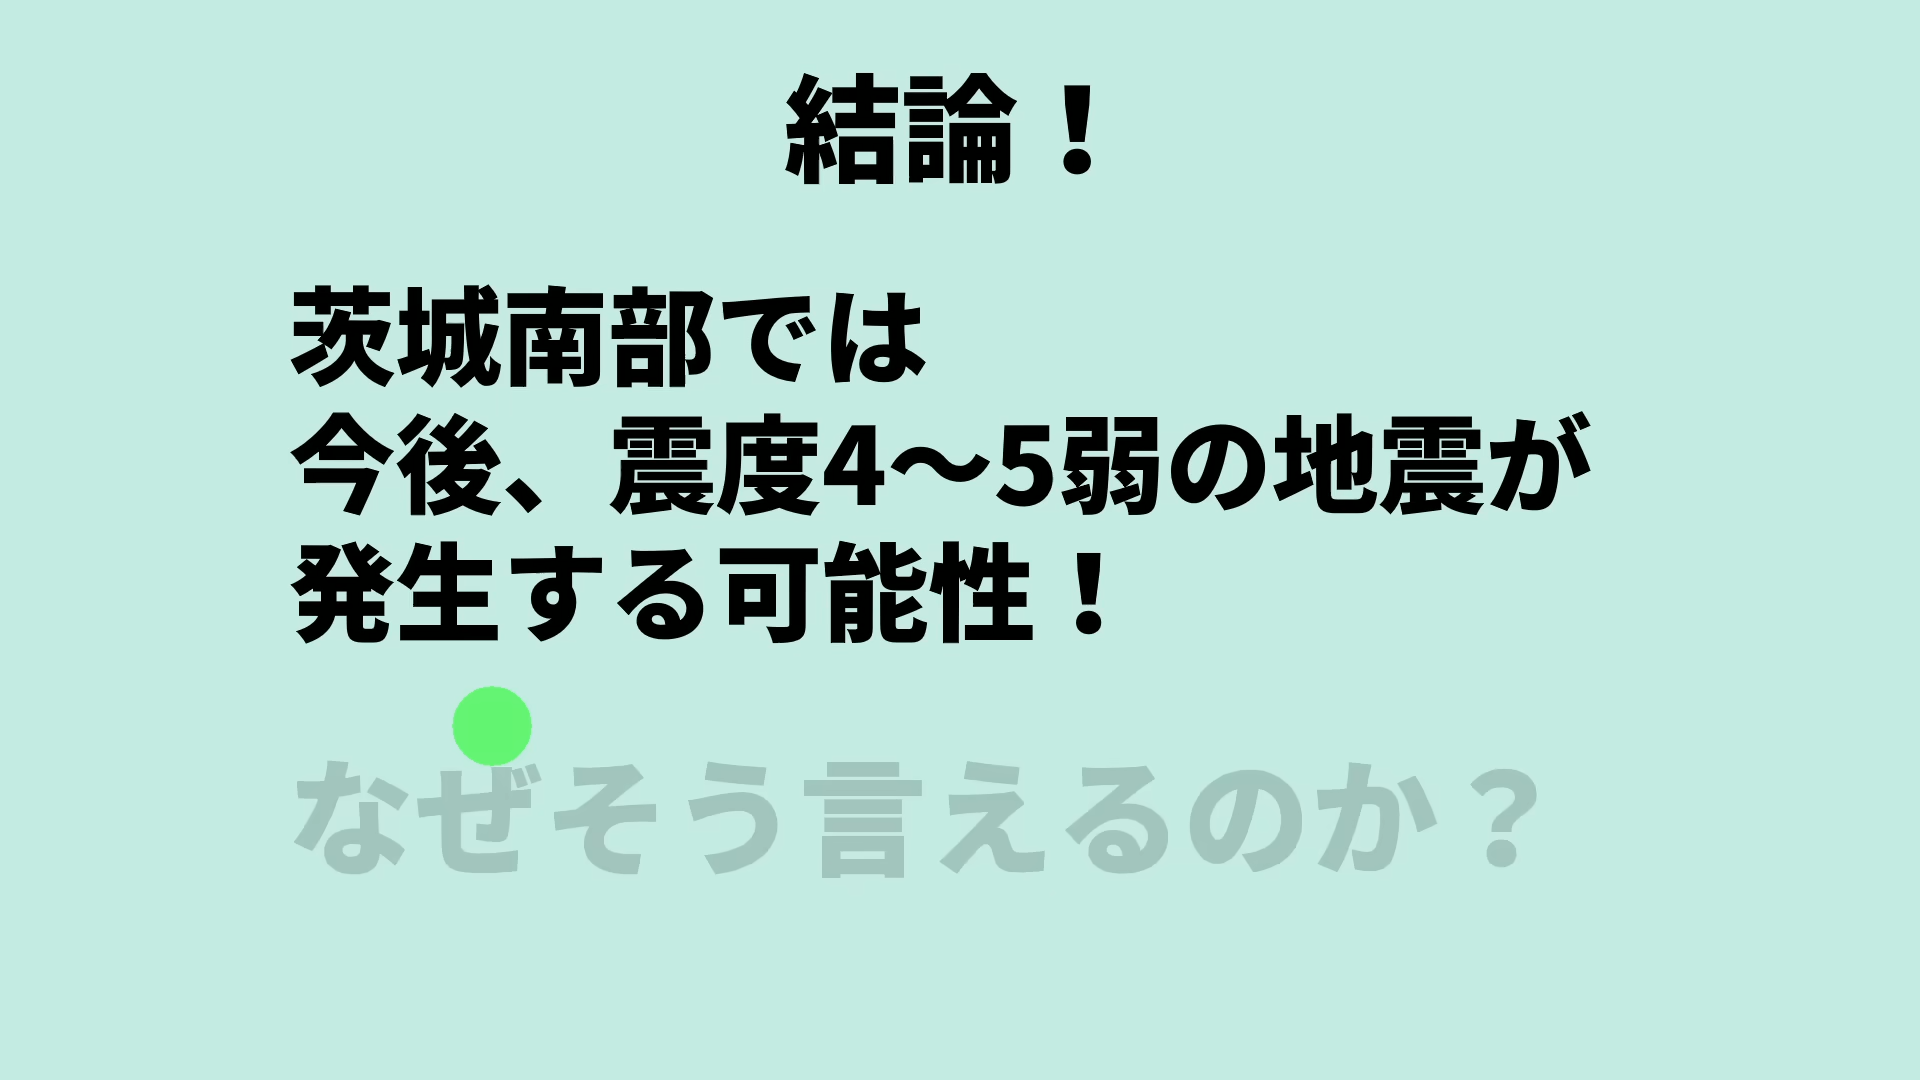 結論！
茨城南部では
今後、震度4〜5弱の地震が
発生する可能性！
なぜそう言えるのか？